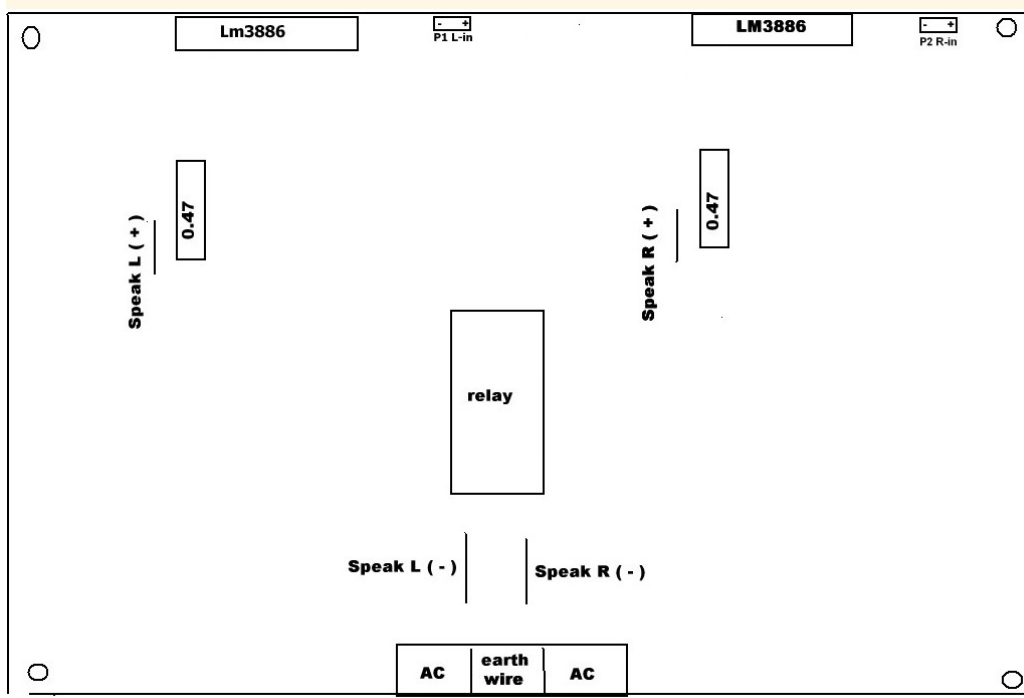 Lm3886
- +
P1 L-in
LM3886
- +
P2 R-in
0.47
Speak L ( + )
0.47
Speak R ( + )
relay
Speak L ( - )
Speak R ( - )
AC
earth
wire
AC